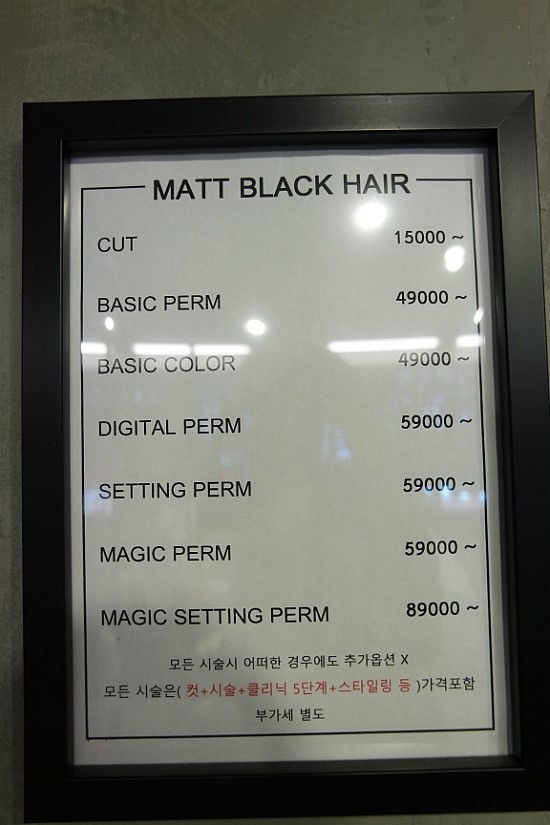 MATT BLACK HAIR
CUT 15000 ~
BASIC PERM 49000 ~
BASIC COLOR 49000 ~
DIGITAL PERM 59000 ~
SETTING PERM 59000 ~
MAGIC PERM 59000 ~
MAGIC SETTING PERM 89000 ~
모든 시술시 어떠한 경우에도 추가옵션 X
모든 시술은( 컷+시술+클리닉 5단계+스타일링 등 )가격포함
부가세 별도